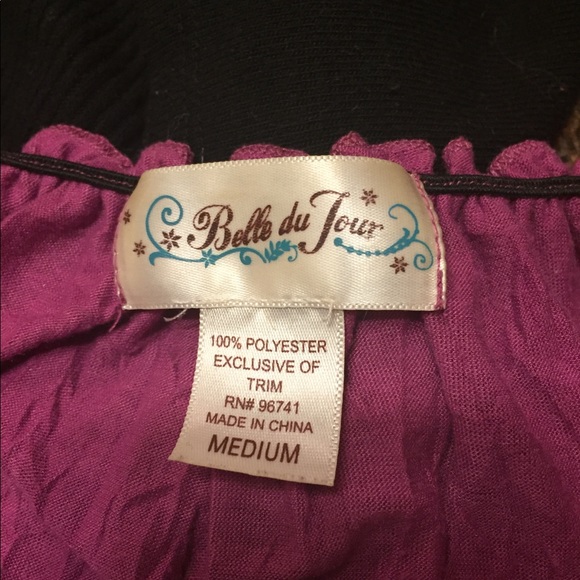 Belle du Jour
100% POLYESTER
EXCLUSIVE OF
TRIM
RN# 96741
MADE IN CHINA
MEDIUM